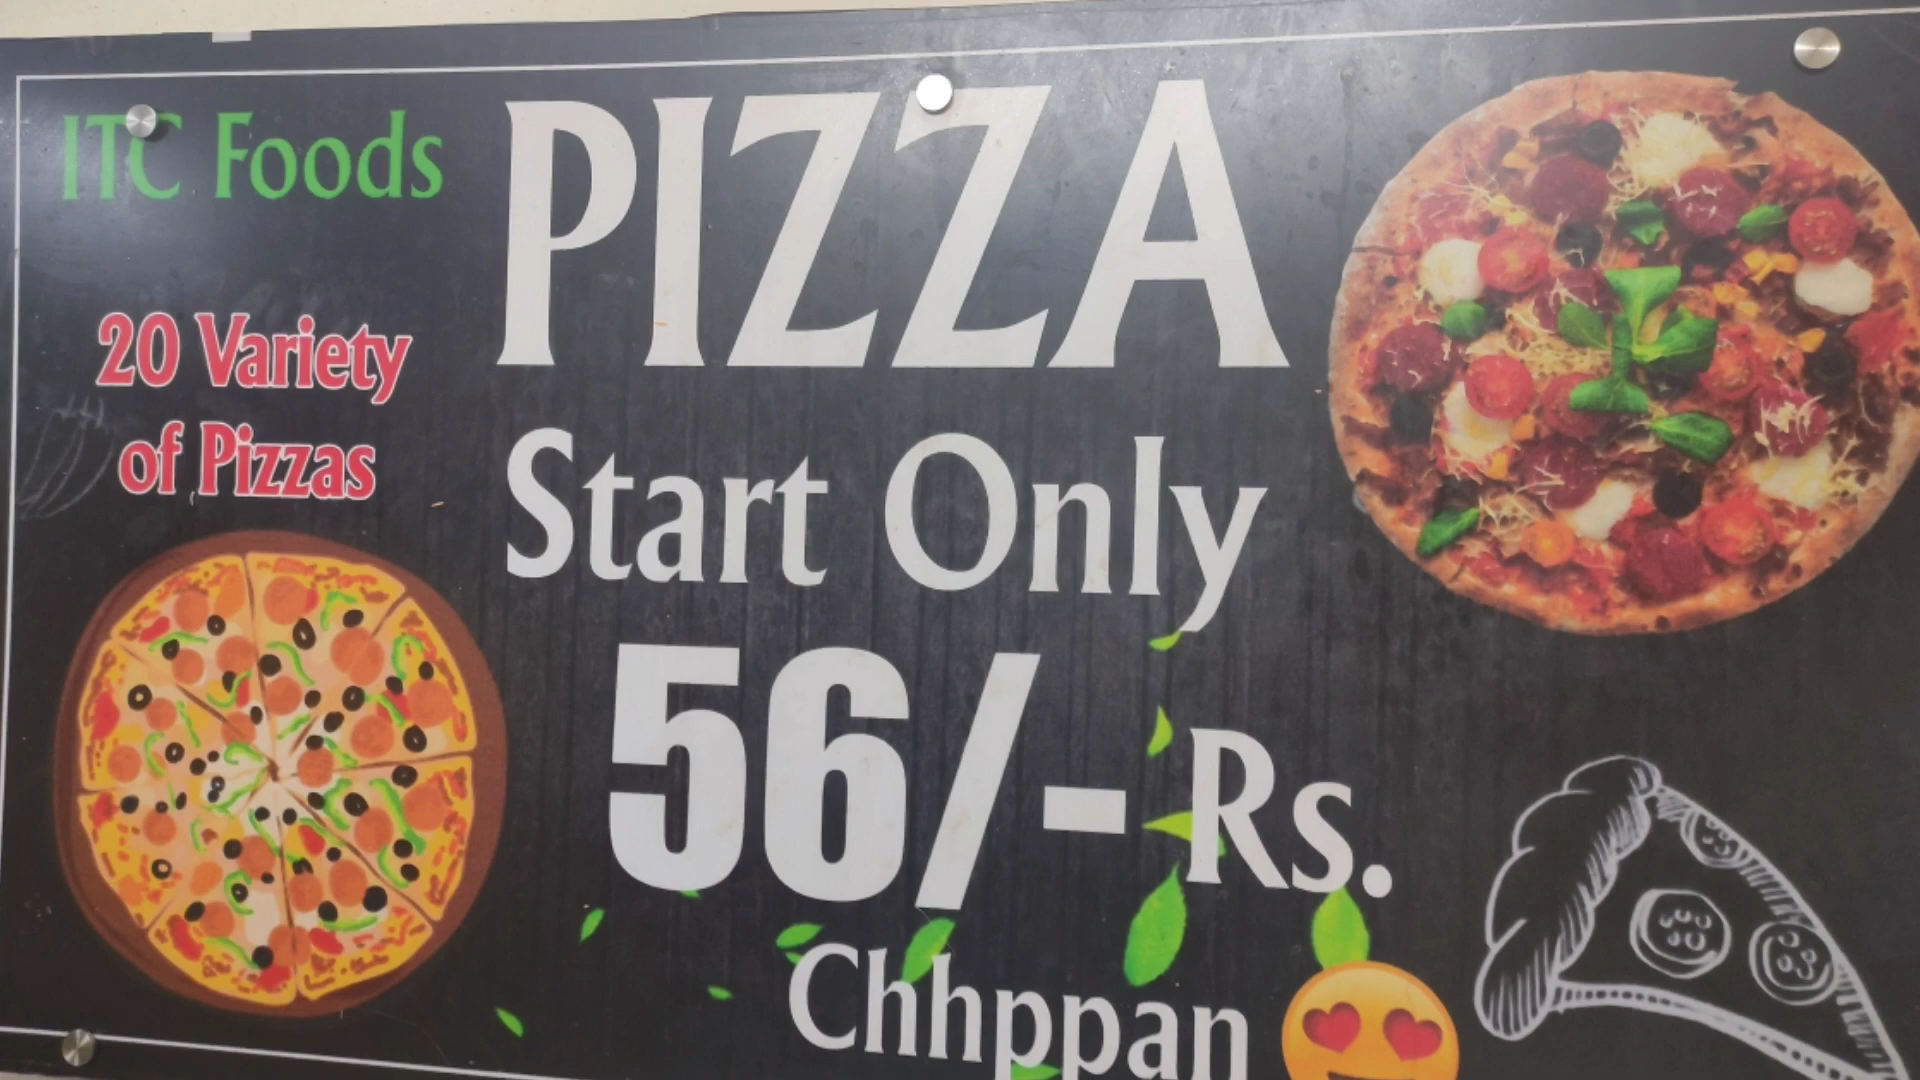 ITC Foods
20 Variety
of Pizzas
PIZZA
Start Only
56/- Rs.
Chhppan